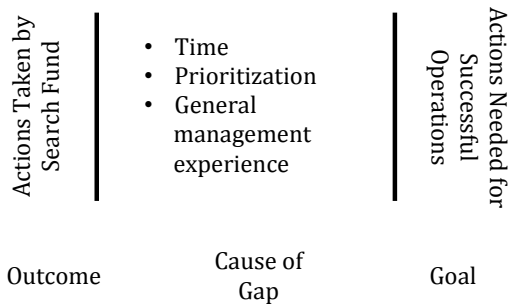 Actions Taken by
Search Fund
• Time
• Prioritization
• General
management
experience
Actions Needed for
Successful
Operations
Outcome
Cause of
Gap
Goal